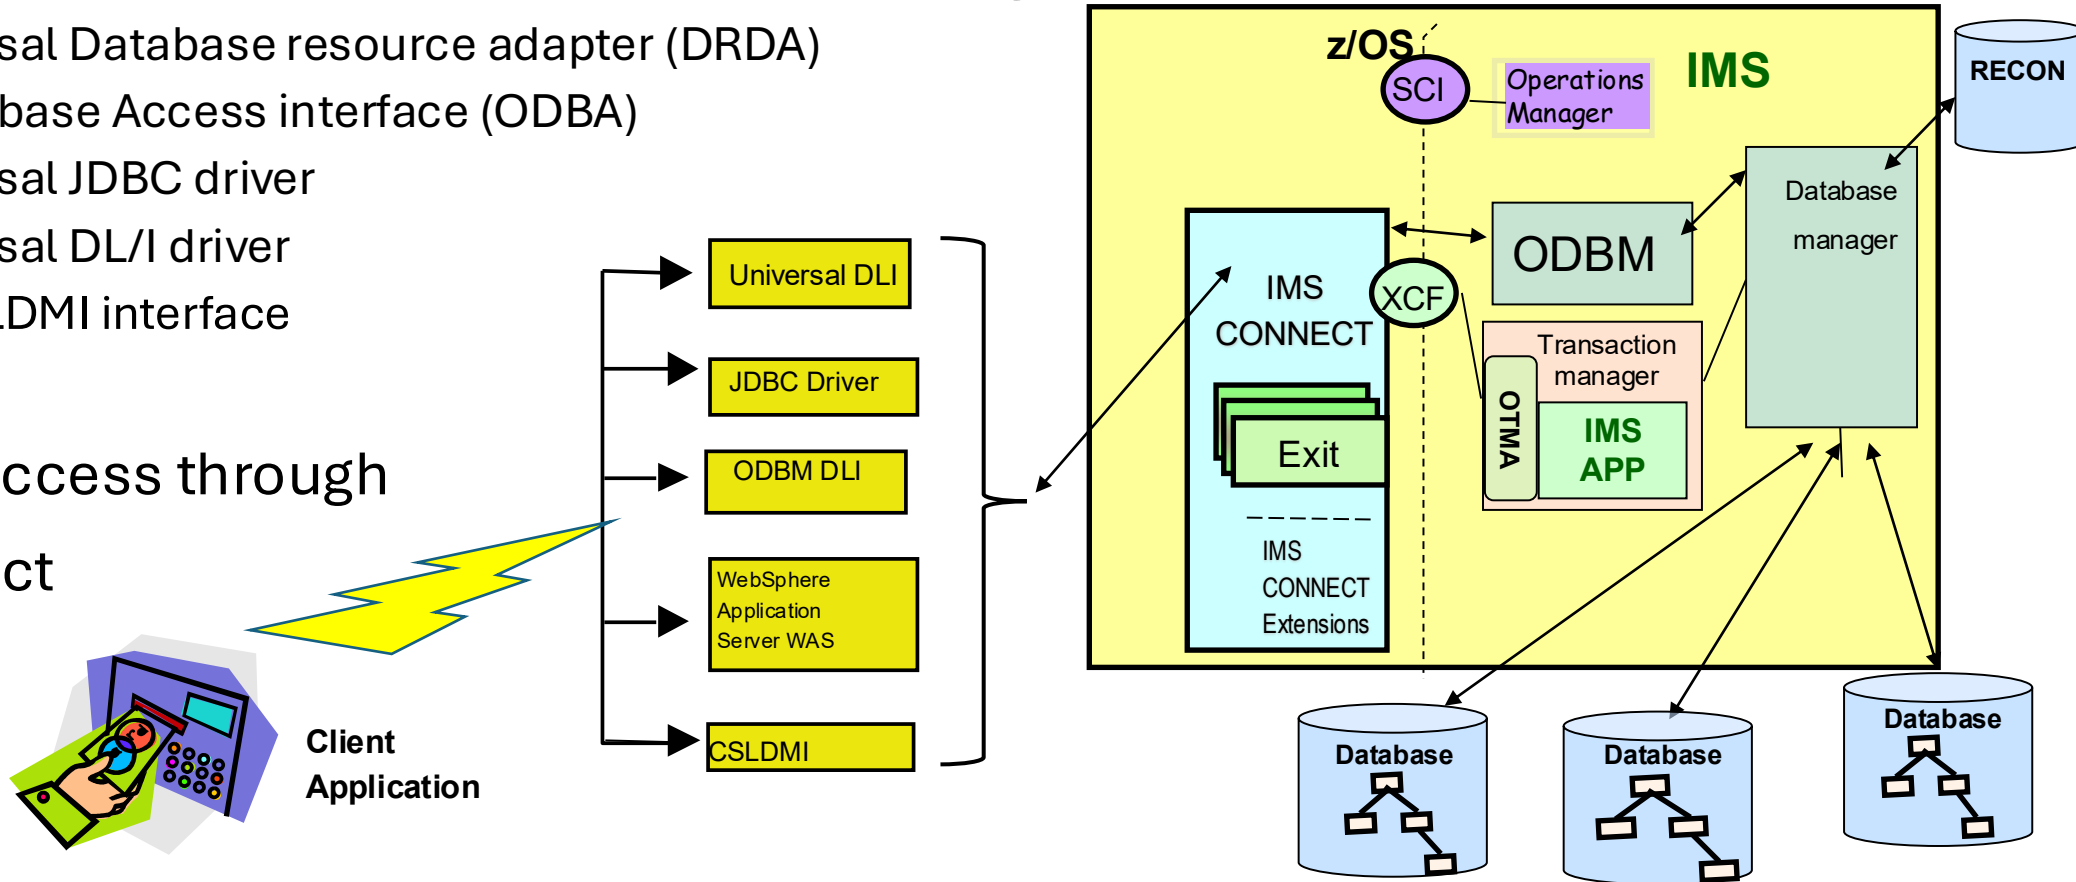 sal Database resource adapter (DRDA)
base Access interface (ODBA)
sal JDBC driver
sal DL/I driver
LDMI interface
ccess through
ct
Client
Application
Universal DLI
JDBC Driver
ODBM DLI
WebSphere
Application
Server WAS
CSLDMI
z/OS
SCI
Operations
Manager
IMS
RECON
Database
manager
ODBM
IMS
CONNECT
XCF
Transaction
manager
OTMA
IMS
APP
Exit
IMS
CONNECT
Extensions
Database
Database
Database